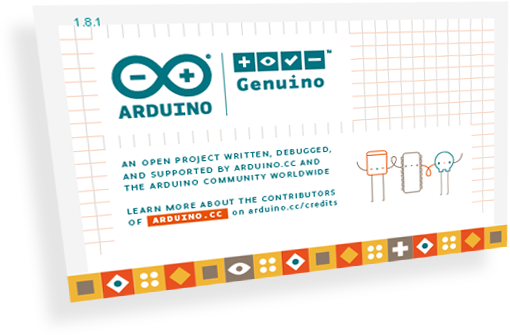 1.8.1
ARDUINO
Genuino™
AN OPEN PROJECT WRITTEN, DEBUGGED,
AND SUPPORTED BY ARDUINO.CC AND
THE ARDUINO COMMUNITY WORLDWIDE
LEARN MORE ABOUT THE CONTRIBUTORS
OF ARDUINO.CC on arduino.cc/credits